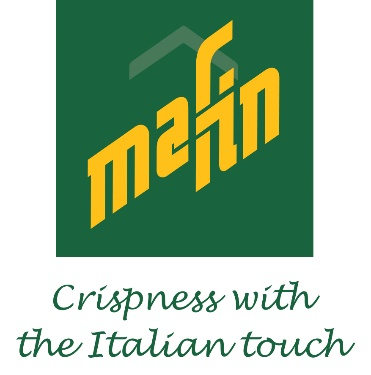 mafin
Crispness with
the Italian touch